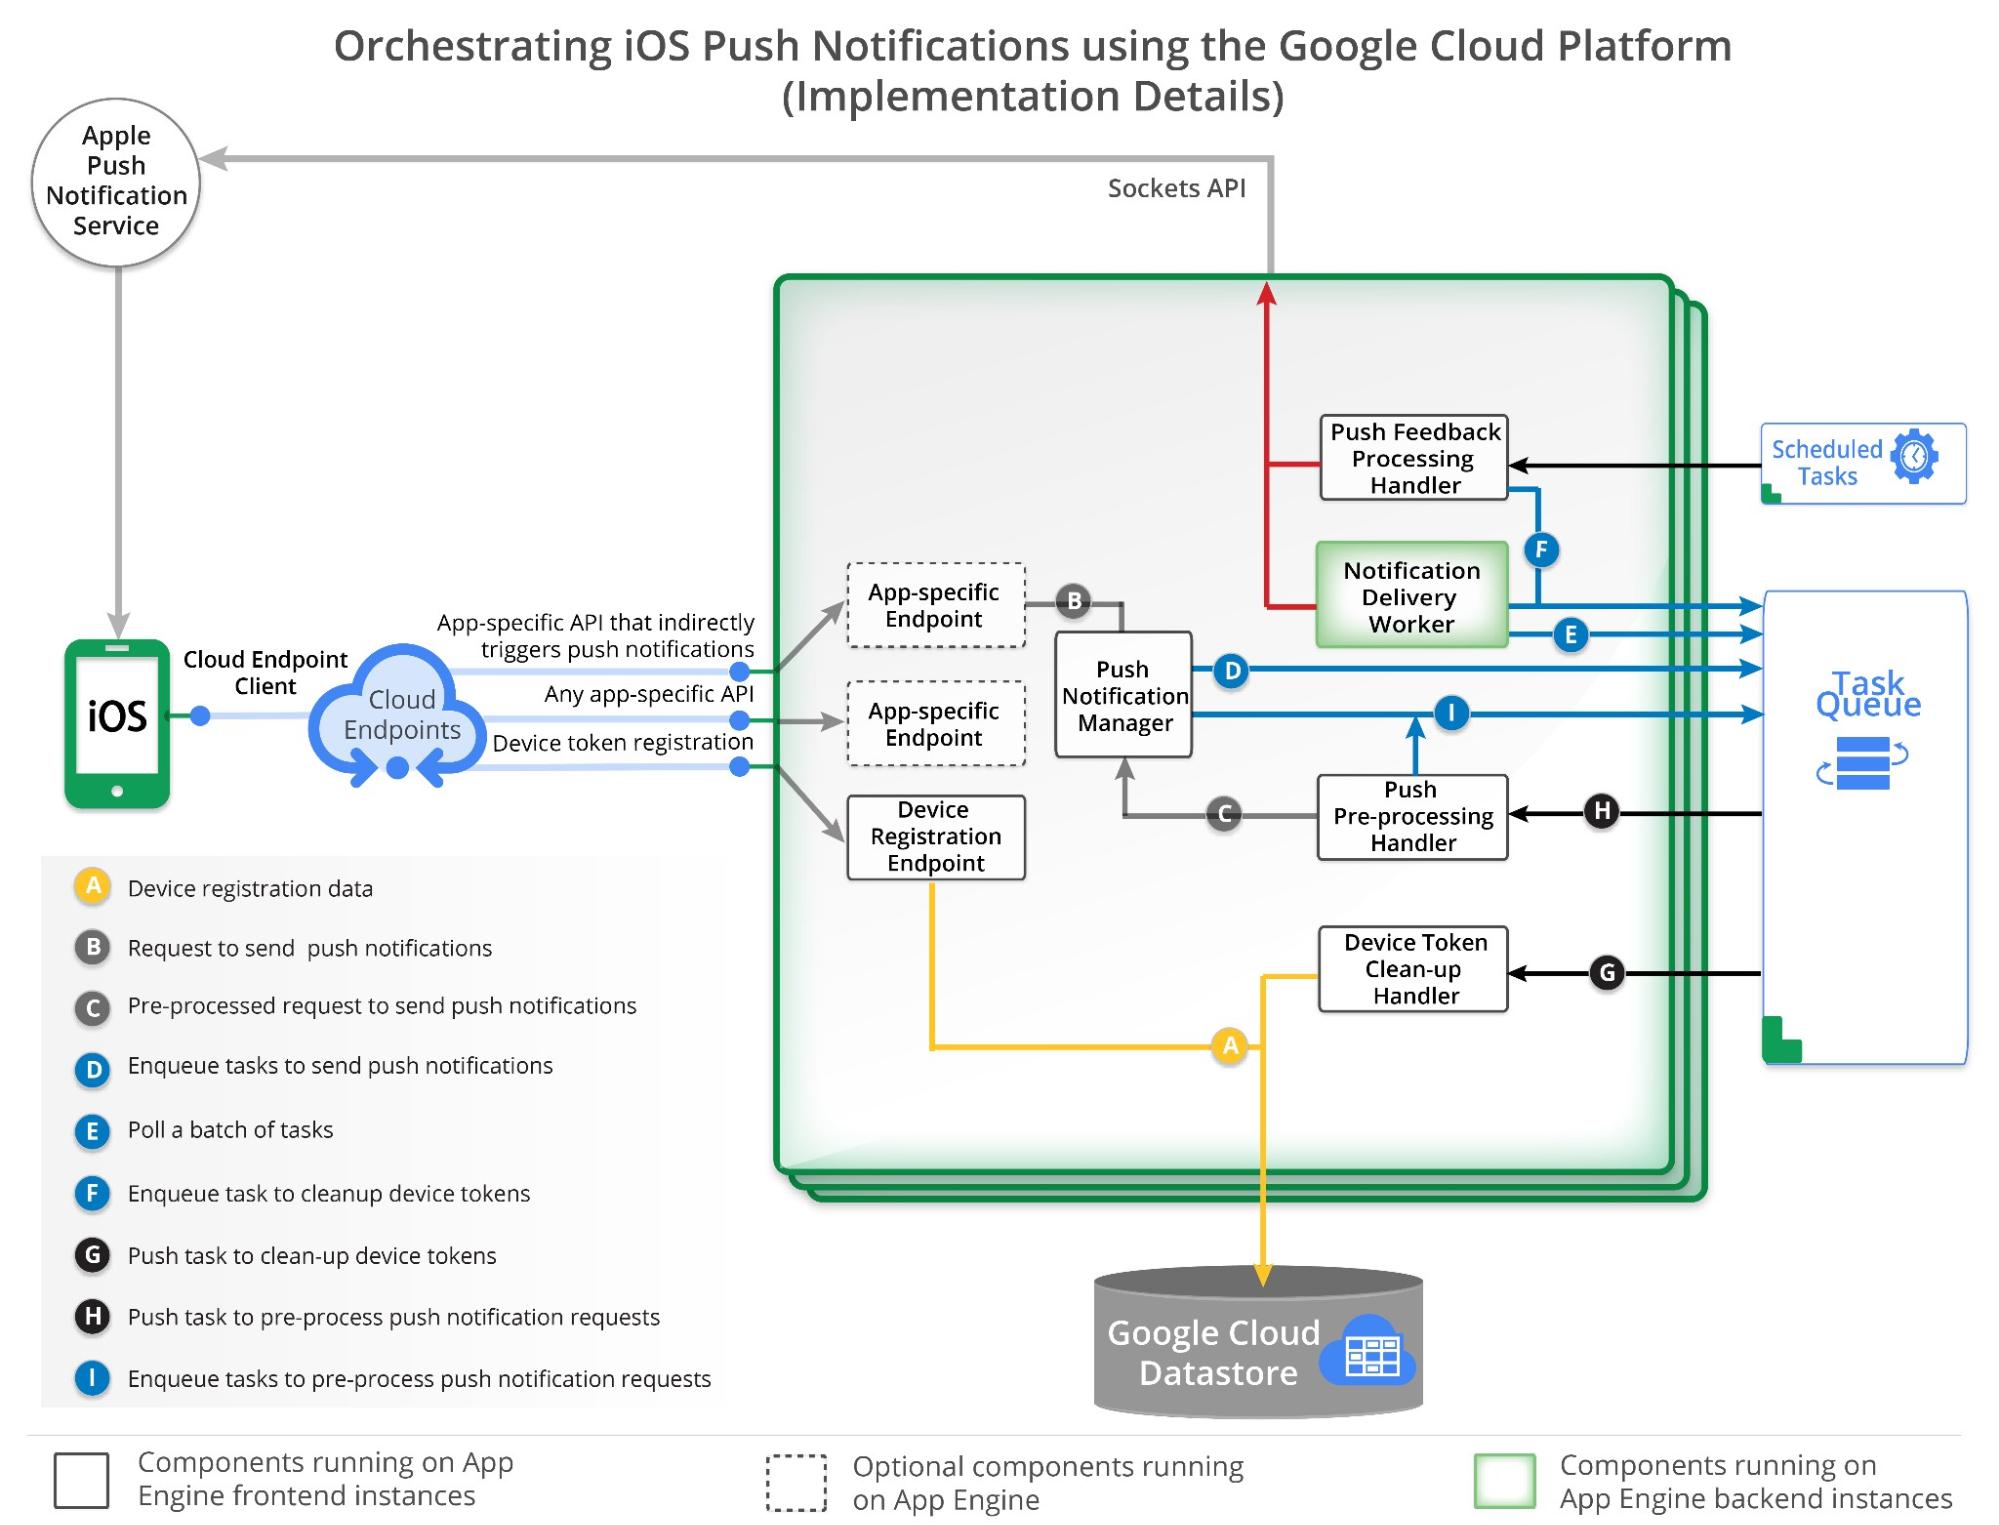 Orchestrating iOS Push Notifications using the Google Cloud Platform
(Implementation Details)
Apple
Push
Notification
Service
Sockets API
Push Feedback
Processing
Handler
Scheduled
Tasks
F
Notification
Delivery
Worker
E
App-specific
Endpoint
B
App-specific API that indirectly
triggers push notifications
Cloud Endpoint
Client
iOS
Cloud
Endpoints
Any app-specific API
Device token registration
App-specific
Endpoint
Push
Notification
Manager
D
I
Task
Queue
Device
Registration
Endpoint
C
Push
Pre-processing
Handler
H
Device Token
Clean-up
Handler
G
A
A Device registration data
B Request to send push notifications
C Pre-processed request to send push notifications
D Enqueue tasks to send push notifications
E Poll a batch of tasks
F Enqueue task to cleanup device tokens
G Push task to clean-up device tokens
H Push task to pre-process push notification requests
I Enqueue tasks to pre-process push notification requests
Google Cloud
Datastore
Components running on App
Engine frontend instances
Optional components running
on App Engine
Components running on
App Engine backend instances